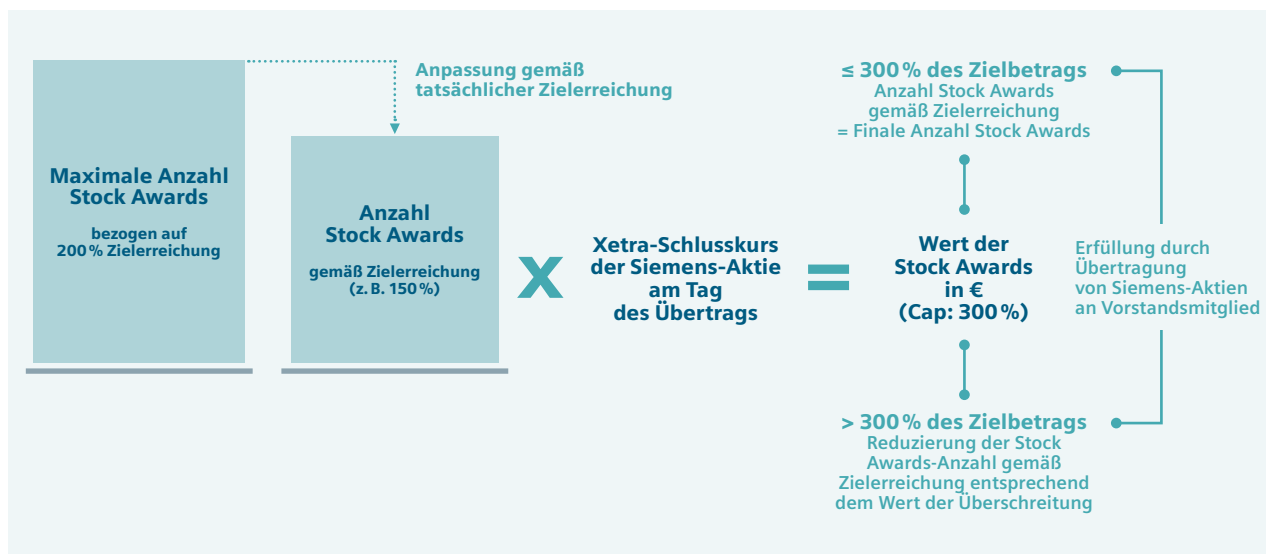 Maximale Anzahl
Stock Awards
bezogen auf
200 % Zielerreichung
Anpassung gemäß
tatsächlicher Zielerreichung
Anzahl
Stock Awards
gemäß Zielerreichung
(z. B. 150 %)
X
Xetra-Schlusskurs
der Siemens-Aktie
am Tag
des Übertrags
=
≤ 300 % des Zielbetrags
Anzahl Stock Awards
gemäß Zielerreichung
= Finale Anzahl Stock Awards
Wert der
Stock Awards
in €
(Cap: 300 %)
> 300 % des Zielbetrags
Reduzierung der Stock
Awards-Anzahl gemäß
Zielerreichung entsprechend
dem Wert der Überschreitung
Erfüllung durch
Übertragung
von Siemens-Aktien
an Vorstandsmitglied